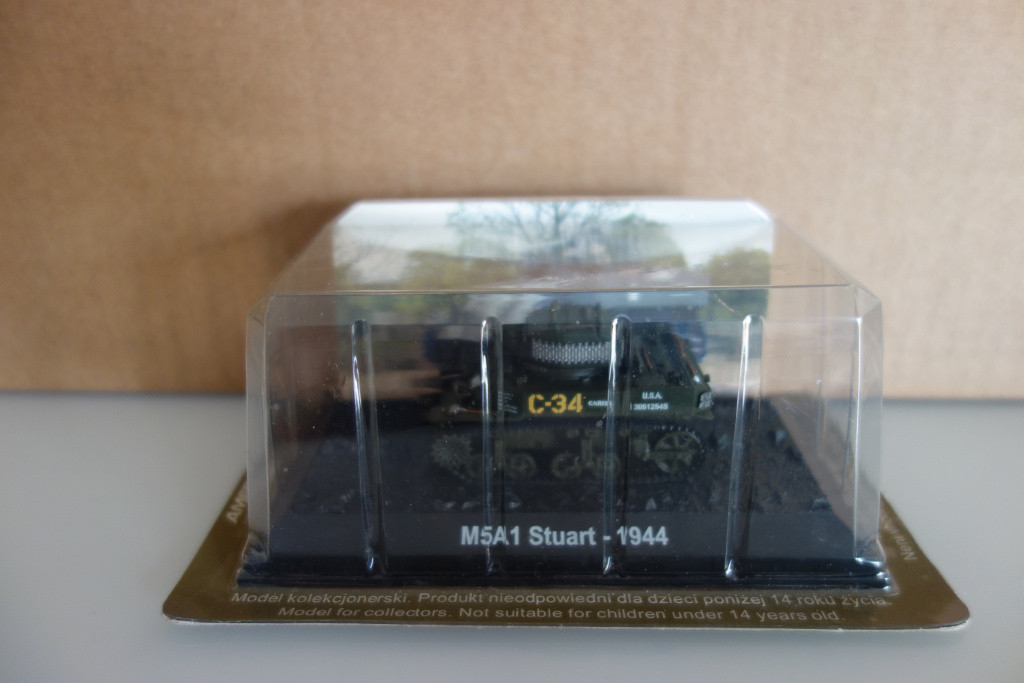 C-34
U.S.A.
M5A1 Stuart - 1944
Model kolekcjonerski. Produkt nieodpowiedni dla dzieci poniżej 14 roku życia.
Model for collectors. Not suitable for children under 14 years old.